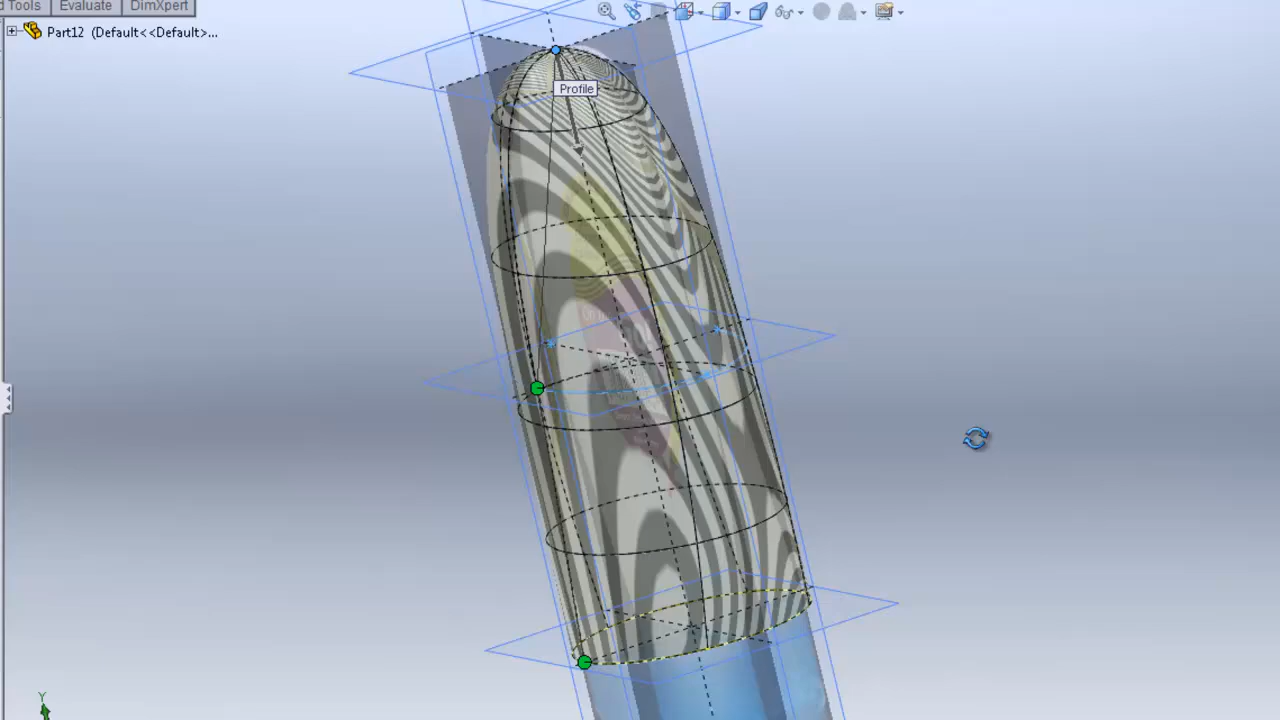 d Tools Evaluate DimXpert
Part12 (Default<<Default>...
Profile
Y